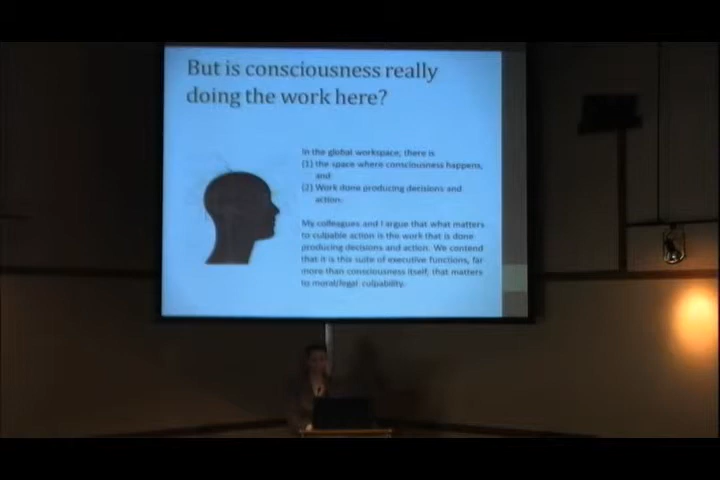 But is consciousness really
doing the work here?
In the global workspace, there is
(1) the space where consciousness happens,
and
(2) Work done producing decisions and
action.
My colleagues and I argue that what matters
to culpable action is the work that is done
producing decisions and action. We contend
that it is this suite of executive functions, far
more than consciousness itself, that matters
to moral/legal culpability.